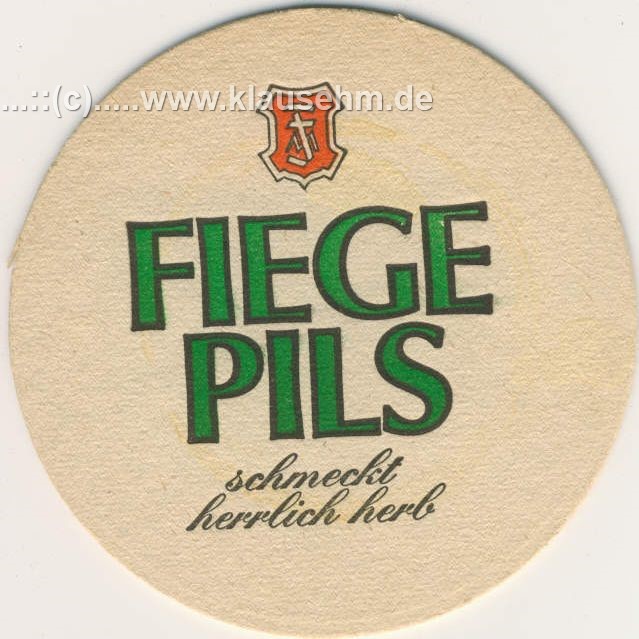 ...::(c).....www.klausehm.de
FIEGE
PILS
schmeckt
herrlich herb